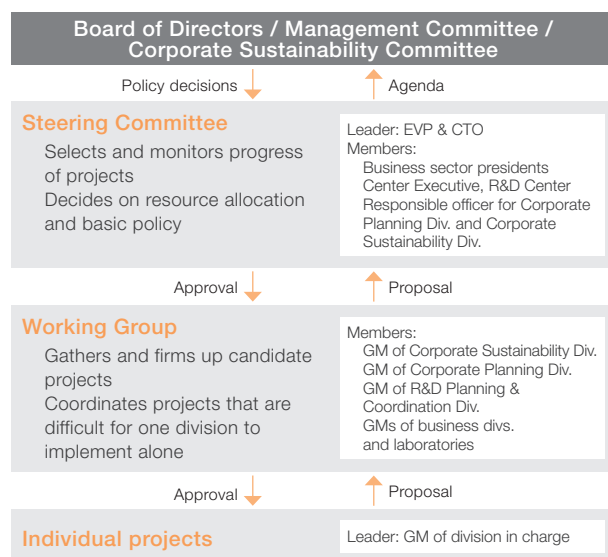 Board of Directors / Management Committee /
Corporate Sustainability Committee
Policy decisions
Agenda
Steering Committee
Selects and monitors progress
of projects
Decides on resource allocation
and basic policy
Leader: EVP & CTO
Members:
Business sector presidents
Center Executive, R&D Center
Responsible officer for Corporate
Planning Div. and Corporate
Sustainability Div.
Approval
Proposal
Working Group
Gathers and firms up candidate
projects
Coordinates projects that are
difficult for one division to
implement alone
Members:
GM of Corporate Sustainability Div.
GM of Corporate Planning Div.
GM of R&D Planning &
Coordination Div.
GMs of business divs.
and laboratories
Approval
Proposal
Individual projects
Leader: GM of division in charge